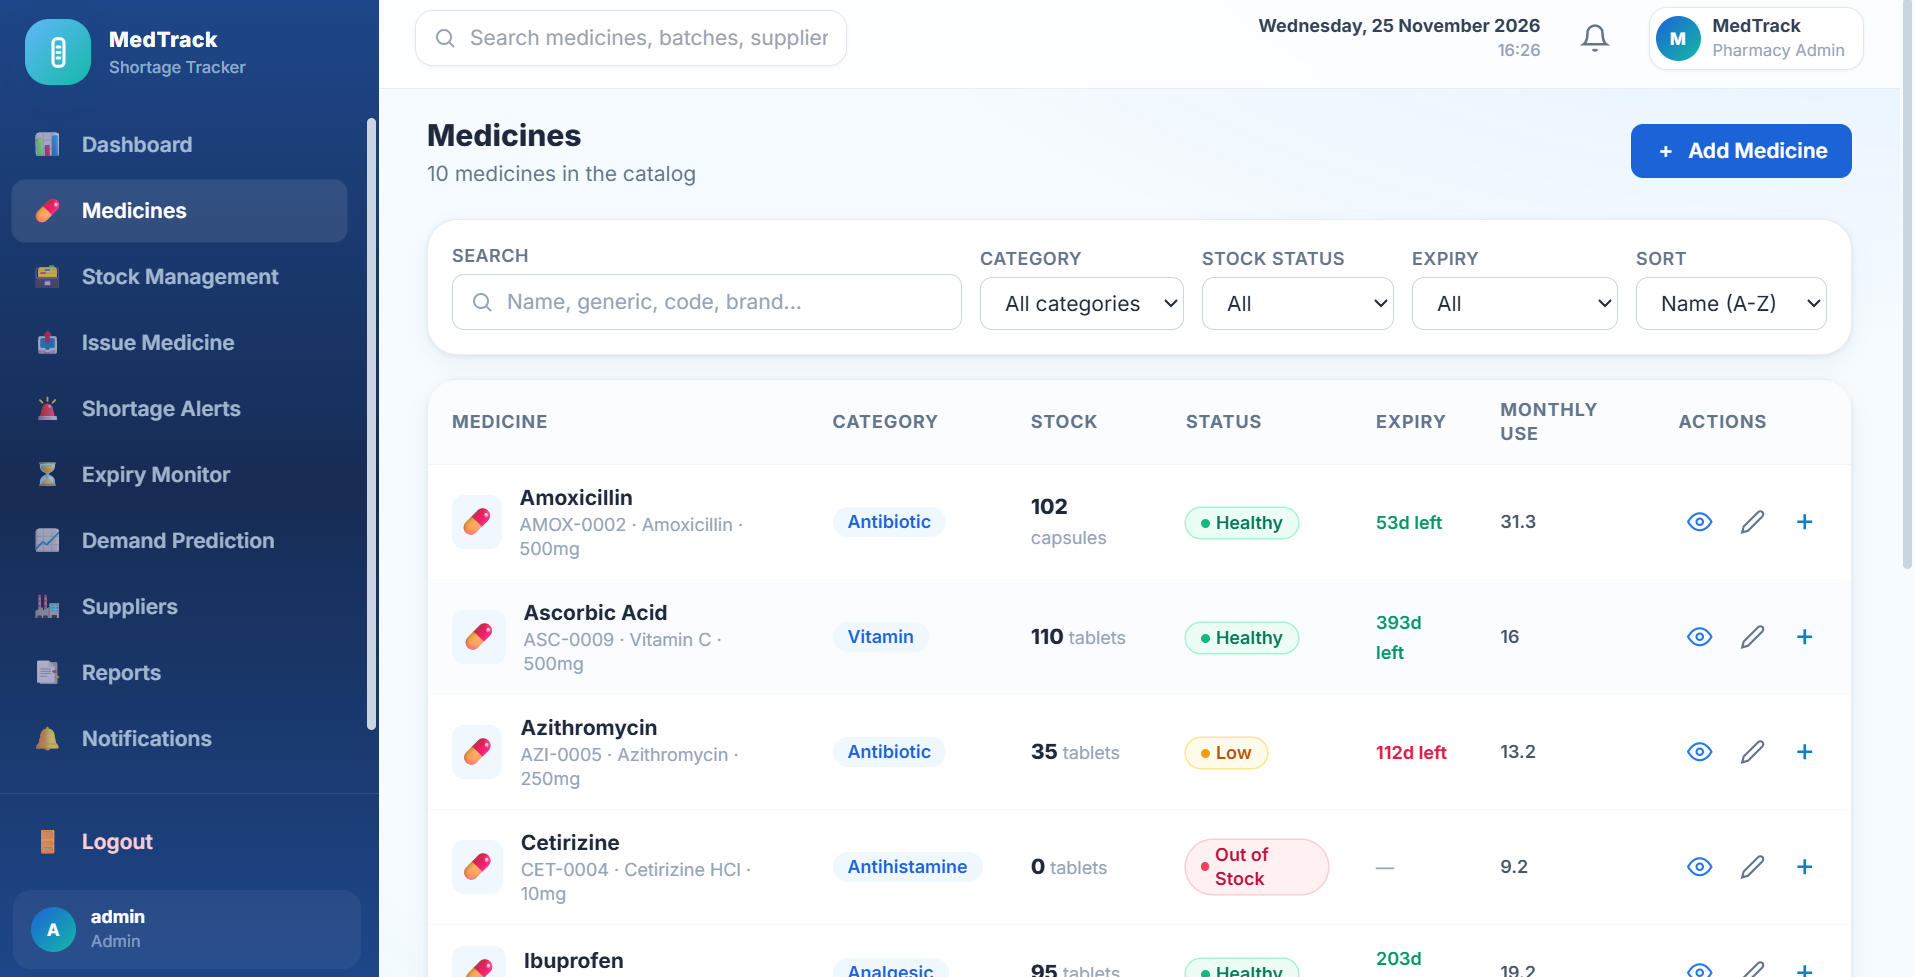 MedTrack
Shortage Tracker
Dashboard
Medicines
Stock Management
Issue Medicine
Shortage Alerts
Expiry Monitor
Demand Prediction
Suppliers
Reports
Notifications
Logout
A
admin
Admin
Search medicines, batches, supplier
Wednesday, 25 November 2026
16:26
M
MedTrack
Pharmacy Admin
Medicines
10 medicines in the catalog
+ Add Medicine
SEARCH
Name, generic, code, brand...
CATEGORY
All categories
STOCK STATUS
All
EXPIRY
All
SORT
Name (A-Z)
MEDICINE CATEGORY STOCK STATUS EXPIRY MONTHLY
USE ACTIONS
Amoxicillin
AMOX-0002 · Amoxicillin ·
500mg
Antibiotic
102
capsules
Healthy
53d left
31.3
Ascorbic Acid
ASC-0009 · Vitamin C ·
500mg
Vitamin
110 tablets
Healthy
393d
left
16
Azithromycin
AZI-0005 · Azithromycin ·
250mg
Antibiotic
35 tablets
Low
112d left
13.2
Cetirizine
CET-0004 · Cetirizine HCl ·
10mg
Antihistamine
0 tablets
Out of
Stock
—
9.2
Ibuprofen
Analgesic
95 tablets
Healthy
203d
19.2